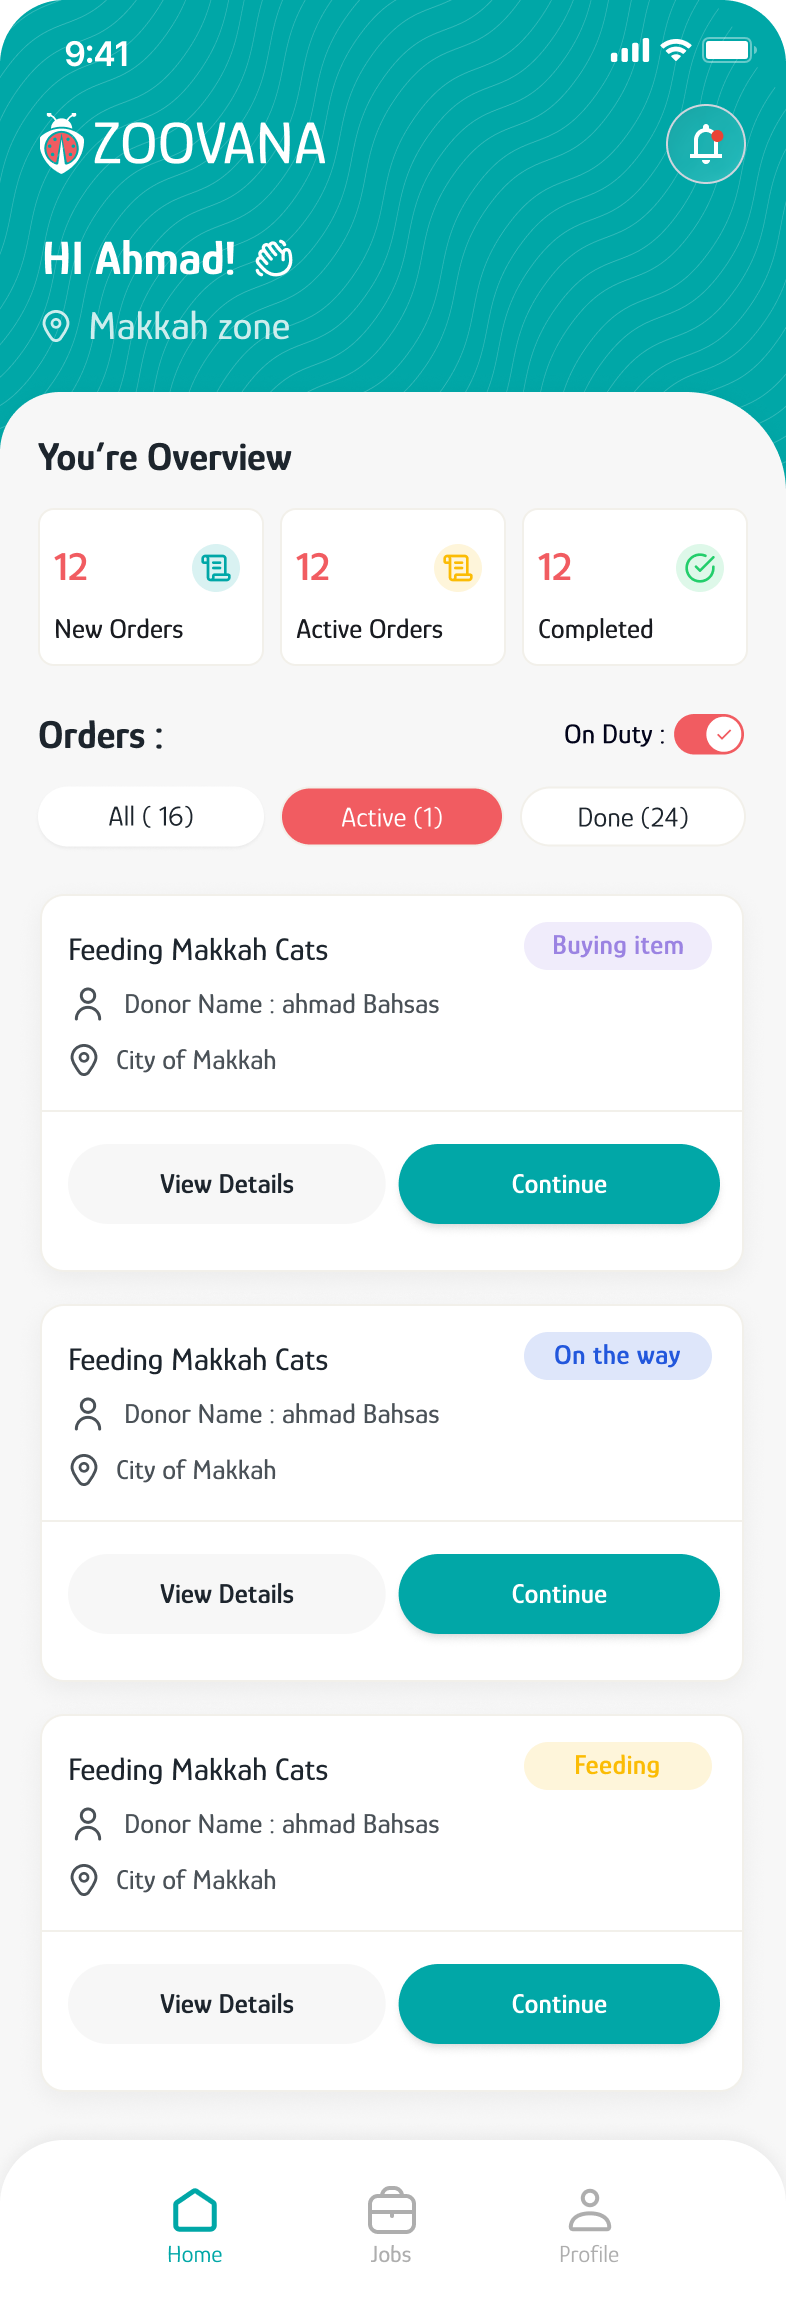 9:41
ZOOVANA
HI Ahmad!
Makkah zone
You’re Overview
12
New Orders
12
Active Orders
12
Completed
Orders :
On Duty :
All ( 16)
Active (1)
Done (24)
Feeding Makkah Cats
Buying item
Donor Name : ahmad Bahsas
City of Makkah
View Details
Continue
Feeding Makkah Cats
On the way
Donor Name : ahmad Bahsas
City of Makkah
View Details
Continue
Feeding Makkah Cats
Feeding
Donor Name : ahmad Bahsas
City of Makkah
View Details
Continue
Home
Jobs
Profile